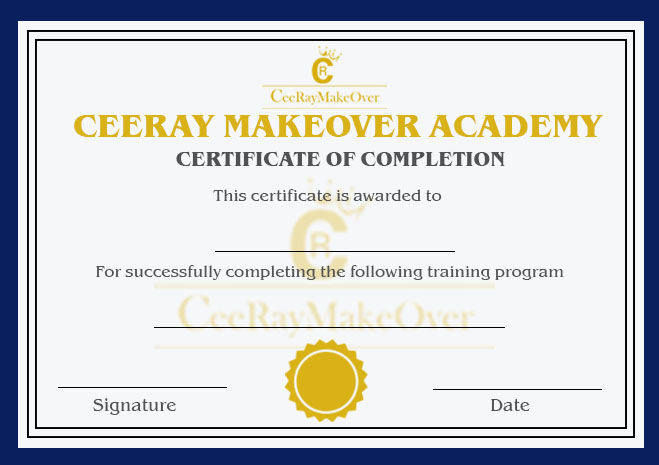 CR
CeeRayMakeOver
CEERAY MAKEOVER ACADEMY
CERTIFICATE OF COMPLETION
This certificate is awarded to
CR
For successfully completing the following training program
CeeRayMakeOver
Signature
Date